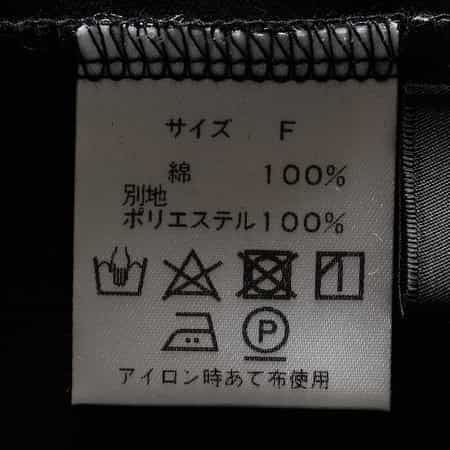 サイズ F
綿 100%
別地
ポリエステル100%
P
アイロン時あて布使用